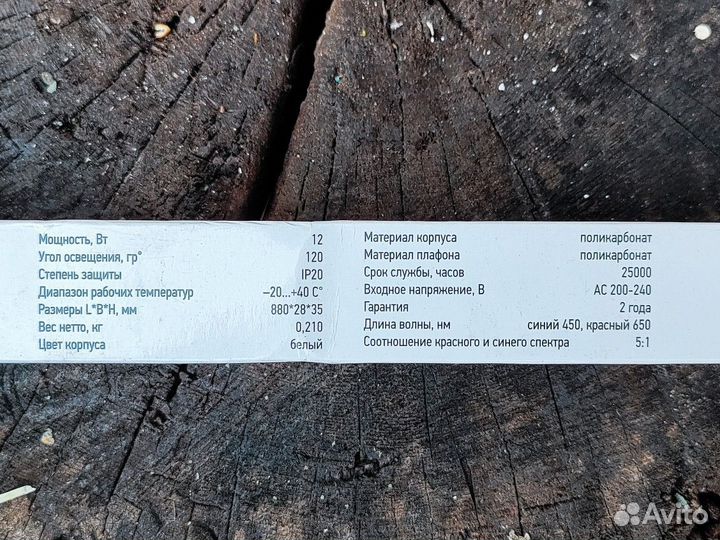 Мощность, Вт 12
Угол освещения, гр° 120
Степень защиты IP20
Диапазон рабочих температур –20...+40 С°
Размеры L*B*H, мм 880*28*35
Вес нетто, кг 0,210
Цвет корпуса белый
Материал корпуса поликарбонат
Материал плафона поликарбонат
Срок службы, часов 25000
Входное напряжение, В АС 200-240
Гарантия 2 года
Длина волны, нм синий 450, красный 650
Соотношение красного и синего спектра 5:1
Avito